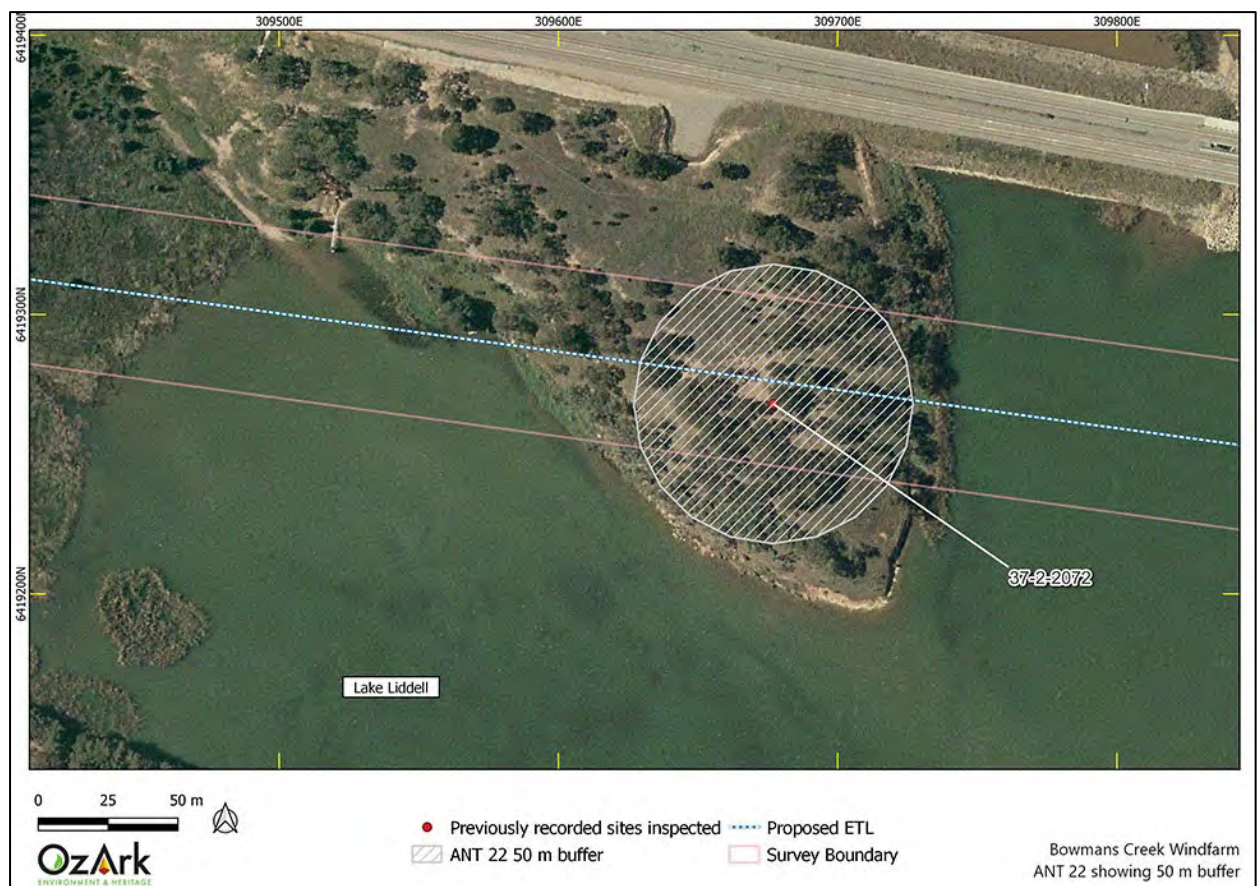 309500E
309600E
309700E
309800E
6419400N
6419300N
6419200N
37-2-2072
Lake Liddell
0 25 50 m
Previously recorded sites inspected
Proposed ETL
ANT 22 50 m buffer
Survey Boundary
OzArk
ENVIRONMENT & HERITAGE
Bowmans Creek Windfarm
ANT 22 showing 50 m buffer